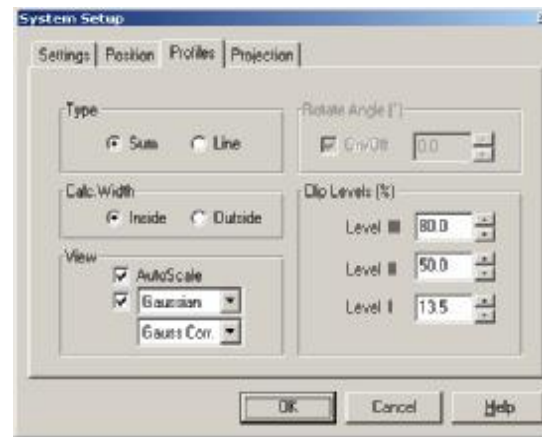 System Setup
Settings Position Profiles Projection
Type
Sum Line
Rotate Angle (°)
On/Off 0.0
Calc. Width
Inside Outside
Clip Levels (%)
Level III 80.0
Level II 50.0
Level I 13.5
View
AutoScale
Gaussian
Gauss Corr.
OK Cancel Help